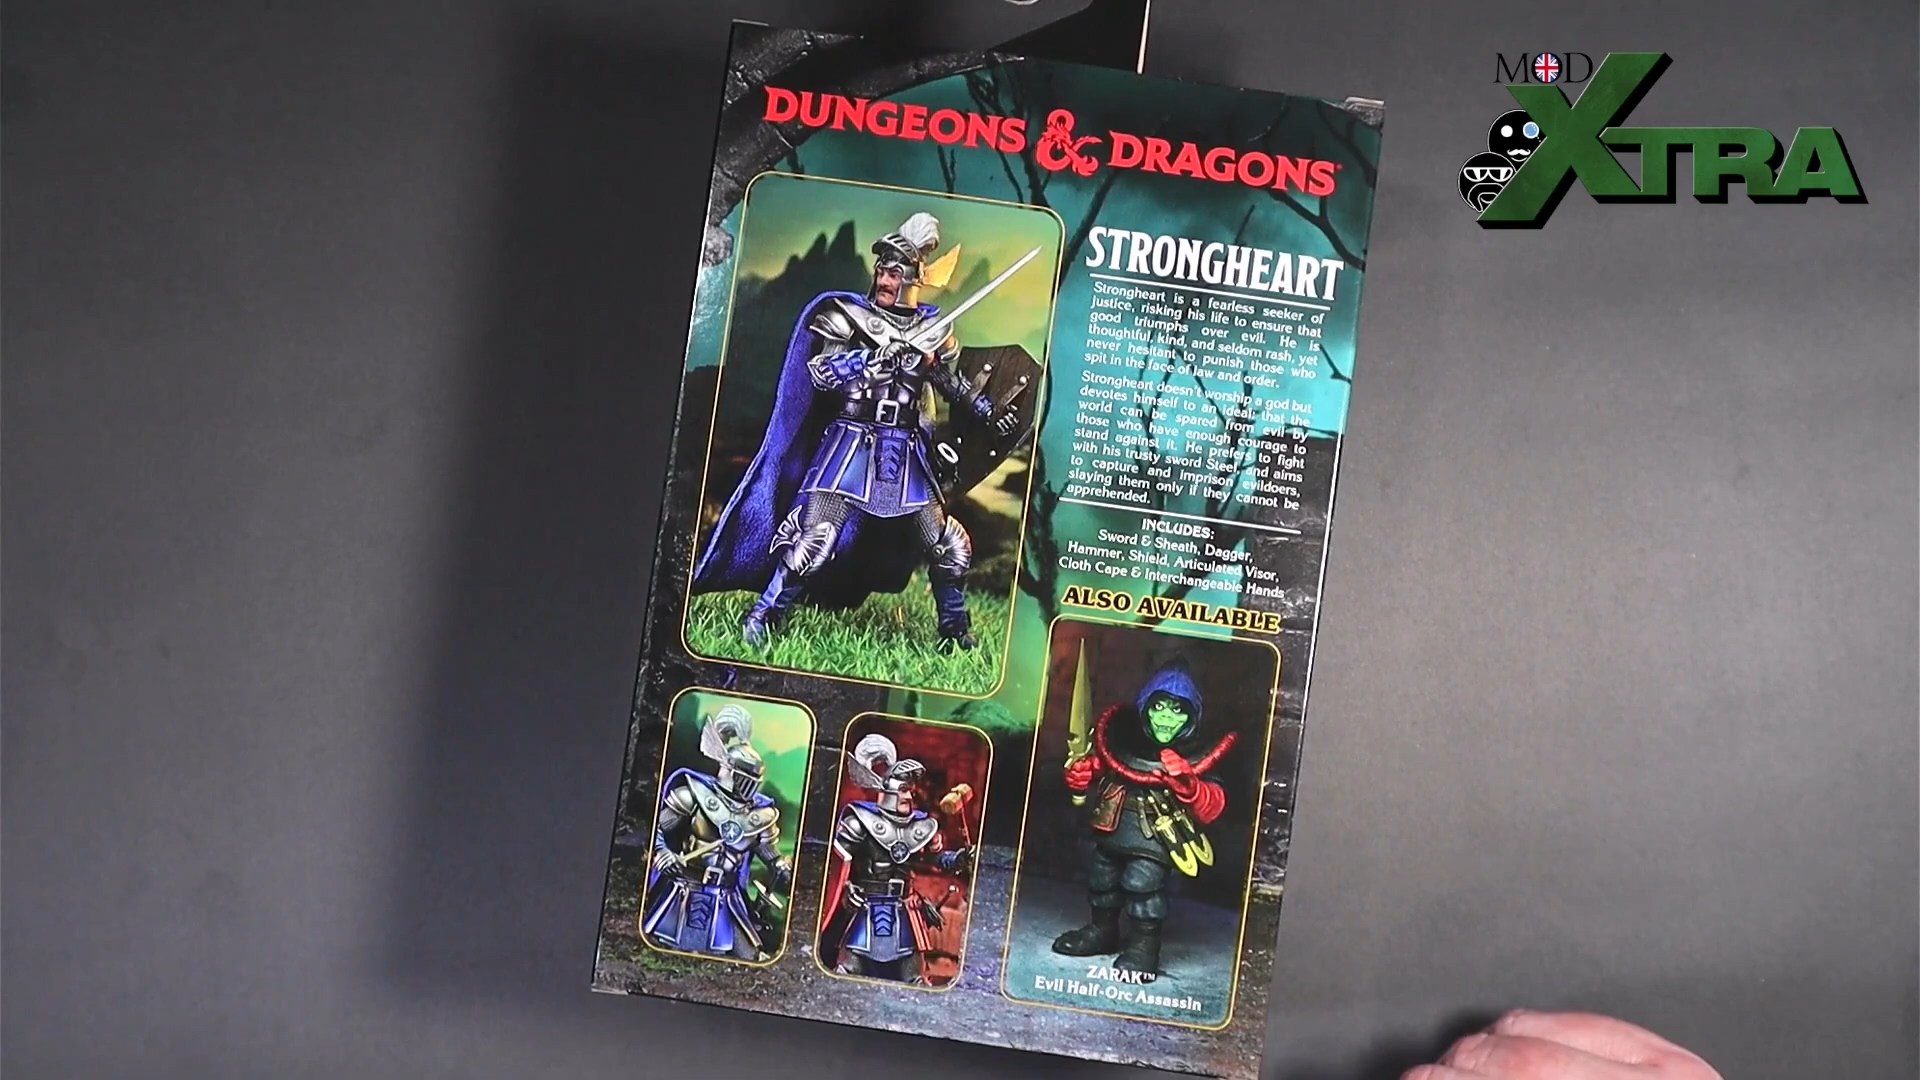 MOD
XTRA
DUNGEONS & DRAGONS
STRONGHEART
Strongheart is a fearless seeker of
justice, risking his life to ensure that
good triumphs over evil. He is
thoughtful, kind, and seldom rash, yet
never hesitant to punish those who
spit in the face of law and order.
Strongheart doesn't worship a god but
devotes himself to an ideal: that the
world can be spared from evil by
those who have enough courage to
stand against it. He prefers to fight
with his trusty sword Steel, and aims
to capture and imprison evildoers,
slaying them only if they cannot be
apprehended.
INCLUDES:
Sword & Sheath, Dagger,
Hammer, Shield, Articulated Visor,
Cloth Cape & Interchangeable Hands
ALSO AVAILABLE
ZARAK™
Evil Half-Orc Assassin